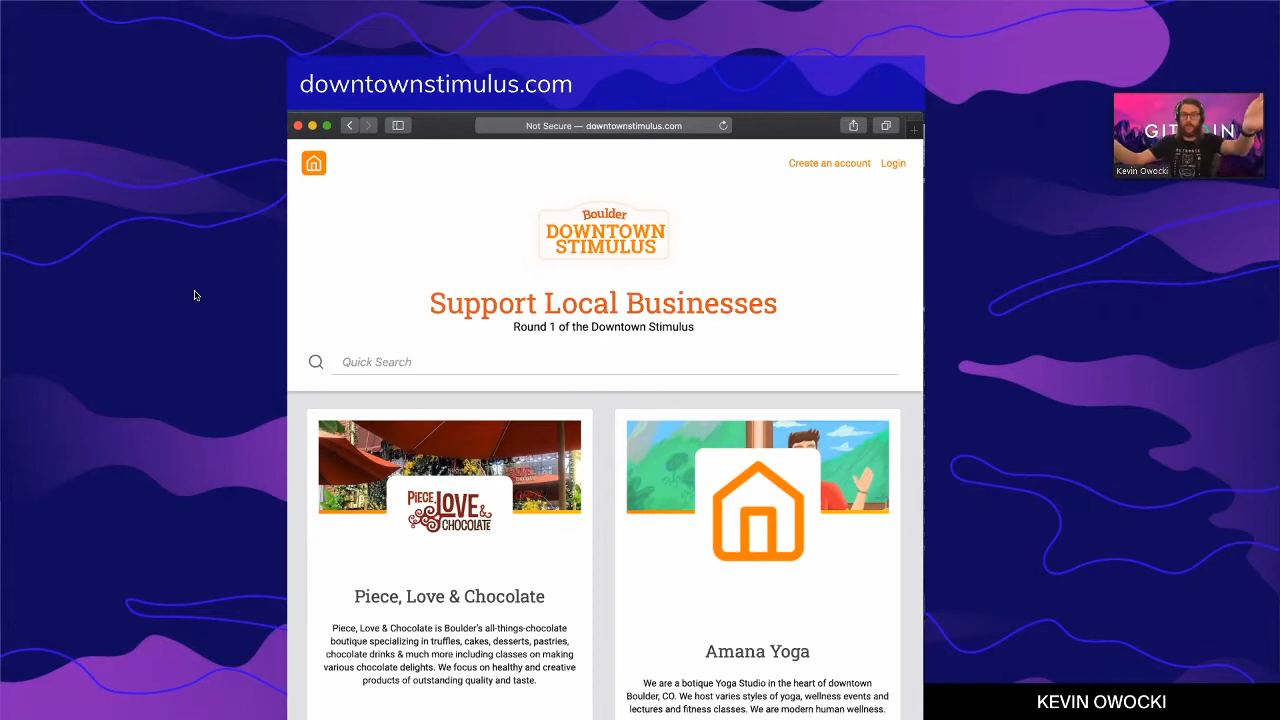 downtownstimulus.com
Not Secure — downtownstimulus.com
Create an account Login
Boulder
DOWNTOWN
STIMULUS
Support Local Businesses
Round 1 of the Downtown Stimulus
Quick Search
PIECE, LOVE &
CHOCOLATE
Piece, Love & Chocolate
Piece, Love & Chocolate is Boulder's all-things-chocolate
boutique specializing in truffles, cakes, desserts, pastries,
chocolate drinks & much more including classes on making
various chocolate delights. We focus on healthy and creative
products of outstanding quality and taste.
Amana Yoga
We are a botique Yoga Studio in the heart of downtown
Boulder, CO. We host varies styles of yoga, wellness events and
lectures and fitness classes. We are modern human wellness.
Kevin Owocki
KEVIN OWOCKI